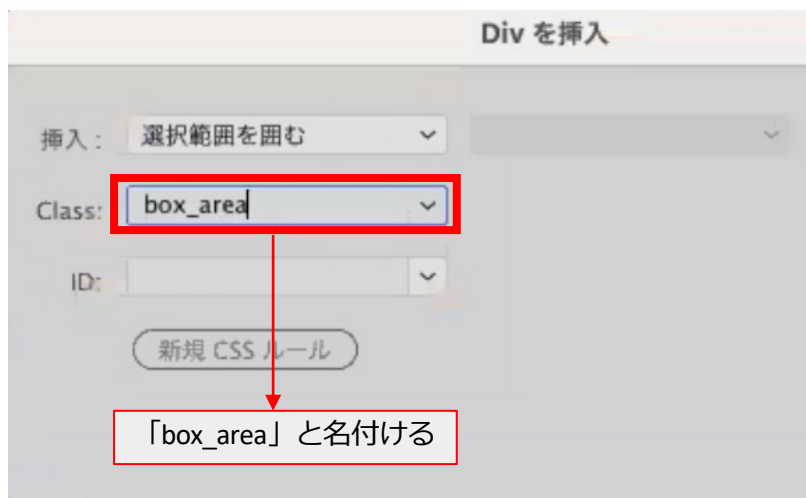 Div を挿入
挿入： 選択範囲を囲む
Class: box_area
ID:
新規 CSS ルール
「box_area」と名付ける